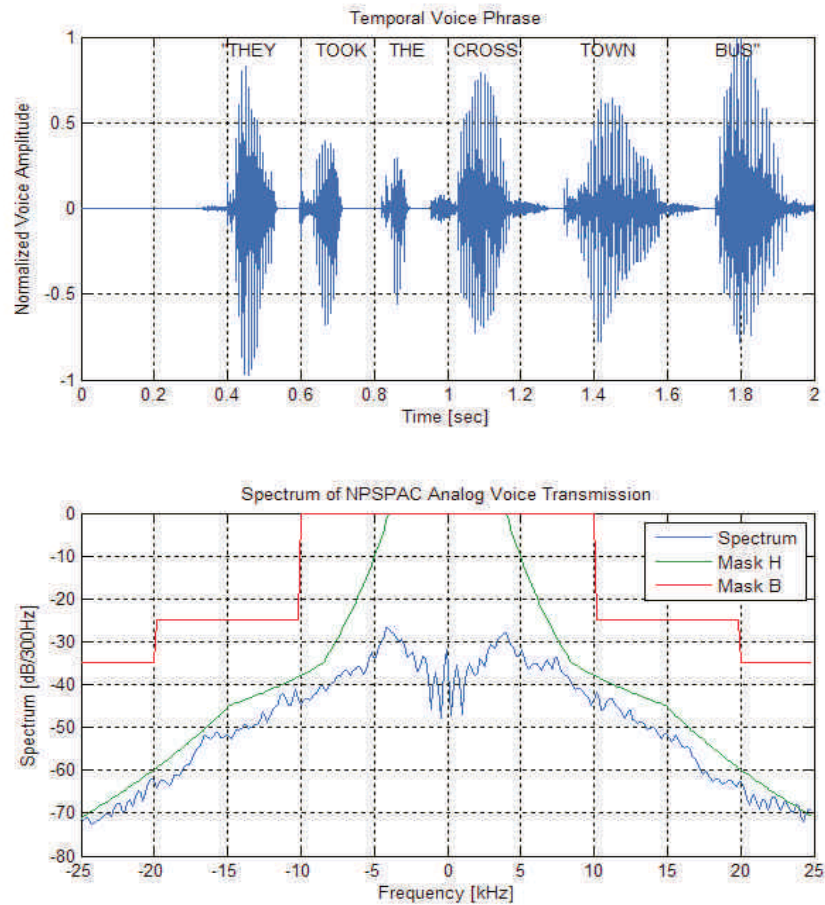 Temporal Voice Phrase
"THEY TOOK THE CROSS TOWN BUS"
Normalized Voice Amplitude
1
0.5
0
-0.5
-1
0 0.2 0.4 0.6 0.8 1 1.2 1.4 1.6 1.8 2
Time [sec]
Spectrum of NPSPAC Analog Voice Transmission
Spectrum [dB/300Hz]
0
-10
-20
-30
-40
-50
-60
-70
-80
Spectrum
Mask H
Mask B
-25 -20 -15 -10 -5 0 5 10 15 20 25
Frequency [kHz]